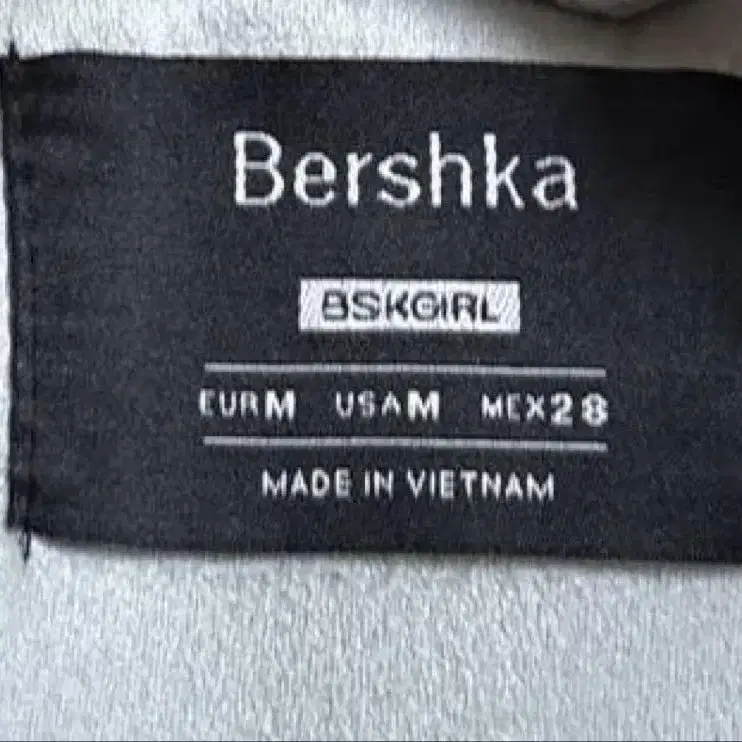 Bershka
BSKGIRL
EUR M USA M MEX 28
MADE IN VIETNAM